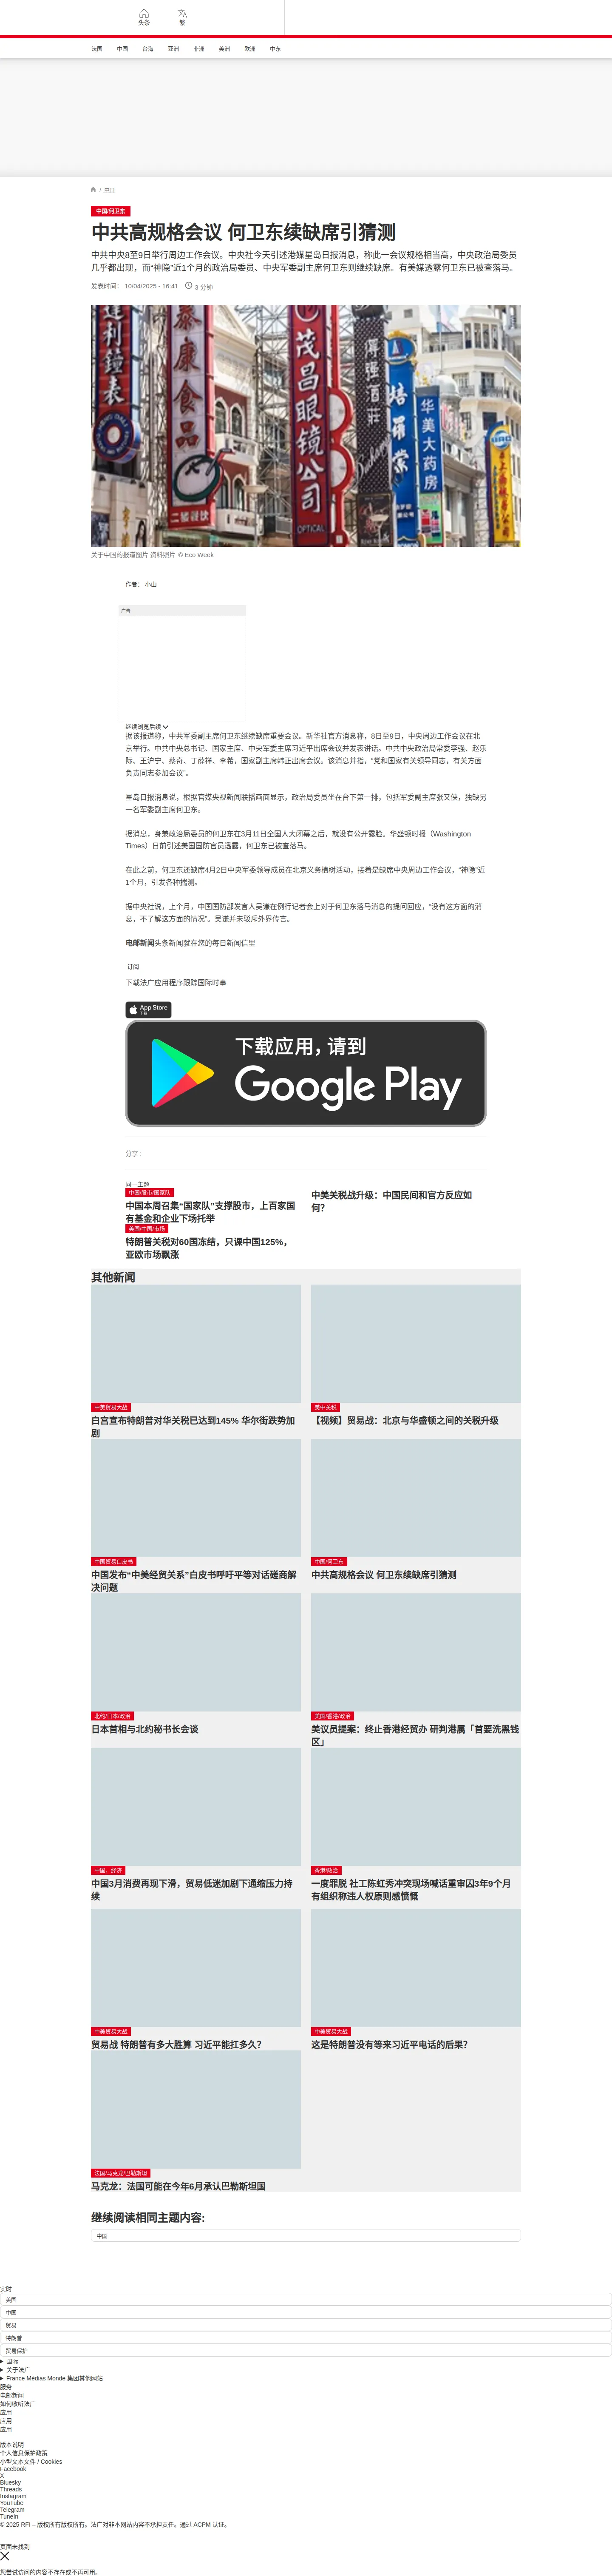 头条
繁
法国
中国
台海
亚洲
非洲
美洲
欧洲
中东
/ 中国
中国/何卫东
中共高规格会议 何卫东续缺席引猜测
中共中央8至9日举行周边工作会议。中央社今天引述港媒星岛日报消息，称此一会议规格相当高，中央政治局委员
几乎都出现，而“神隐”近1个月的政治局委员、中央军委副主席何卫东则继续缺席。有美媒透露何卫东已被查落马。
发表时间： 10/04/2025 - 16:41
3 分钟
达利鐘表
泰康食品
二楼餐饮
茂昌眼镜公司
OPTICAL
培丽
华美大药房
关于中国的报道图片 资料照片 © Eco Week
作者： 小山
广告
继续浏览后续
据该报道称，中共军委副主席何卫东继续缺席重要会议、新华社官方消息称，8日至9日，中央周边工作会议在北
京举行。中共中央总书记、国家主席、中央军委主席习近平出席会议并发表讲话。中共中央政治局常委李强、赵乐
际、王沪宁、蔡奇、丁薛祥、李希，国家副主席韩正出席会议。该消息并指，“党和国家有关领导同志，有关方面
负责同志参加会议”。
星岛日报消息说，根据官媒央视新闻联播画面显示，政治局委员坐在台下第一排，包括军委副主席张又侠，独缺另
一名军委副主席何卫东。
据消息，身兼政治局委员的何卫东在3月11日全国人大闭幕之后，就没有公开露脸。华盛顿时报（Washington
Times）日前引述美国国防官员透露，何卫东已被查落马。
在此之前，何卫东还缺席4月2日中央军委领导成员在北京义务植树活动，接着是缺席中央周边工作会议，“神隐”近
1个月，引发各种揣测。
据中央社说，上个月，中国国防部发言人吴谦在例行记者会上对于何卫东落马消息的提问回应，“没有这方面的消
息，不了解这方面的情况”。吴谦并未驳斥外界传言。
电邮新闻头条新闻就在您的每日新闻信里
订阅
下载法广应用程序跟踪国际时事
App Store
下载
下载应用，请到
Google Play
分享 :
同一主题
中国/股市/国家队
中国本周召集“国家队”支撑股市，上百家国
有基金和企业下场托举
中美关税战升级：中国民间和官方反应如
何？
美国/中国/市场
特朗普关税对60国冻结，只课中国125%，
亚欧市场飘涨
其他新闻
中美贸易大战
白宫宣布特朗普对华关税已达到145% 华尔街跌势加
剧
美中关税
【视频】贸易战：北京与华盛顿之间的关税升级
中国贸易白皮书
中国发布“中美经贸关系”白皮书呼吁平等对话磋商解
决问题
中国/何卫东
中共高规格会议 何卫东续缺席引猜测
北约/日本/政治
日本首相与北约秘书长会谈
美国/香港/政治
美议员提案：终止香港经贸办 研判港属「首要洗黑钱
区」
中国，经济
中国3月消费再现下滑，贸易低迷加剧下通缩压力持
续
香港/政治
一度罪脱 社工陈虹秀冲突现场喊话重审囚3年9个月
有组织称违人权原则感愤慨
中美贸易大战
贸易战 特朗普有多大胜算 习近平能扛多久？
中美贸易大战
这是特朗普没有等来习近平电话的后果？
法国/马克龙/巴勒斯坦
马克龙：法国可能在今年6月承认巴勒斯坦国
继续阅读相同主题内容:
中国
实时
美国
中国
贸易
特朗普
贸易保护
国际
关于法广
France Médias Monde 集团其他网站
服务
电邮新闻
如何收听法广
应用
应用
应用
版本说明
个人信息保护政策
小型文本文件 / Cookies
Facebook
X
Bluesky
Threads
Instagram
YouTube
Telegram
TuneIn
© 2025 RFI – 版权所有版权所有。法广对非本网站内容不承担责任。通过 ACPM 认证。
页面未找到
您尝试访问的内容不存在或不再可用。